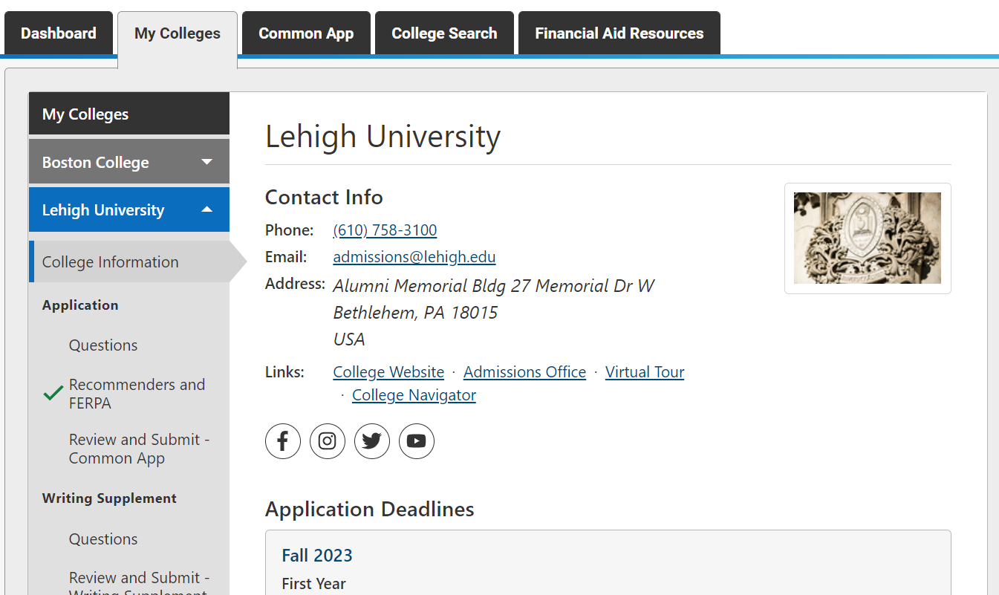 Dashboard
My Colleges
Common App
College Search
Financial Aid Resources
My Colleges
Boston College
Lehigh University
College Information
Application
Questions
Recommenders and
FERPA
Review and Submit -
Common App
Writing Supplement
Questions
Review and Submit -
Writing Supplement
Lehigh University
Contact Info
Phone: (610) 758-3100
Email: admissions@lehigh.edu
Address: Alumni Memorial Bldg 27 Memorial Dr W
Bethlehem, PA 18015
USA
Links: College Website · Admissions Office · Virtual Tour
· College Navigator
Application Deadlines
Fall 2023
First Year